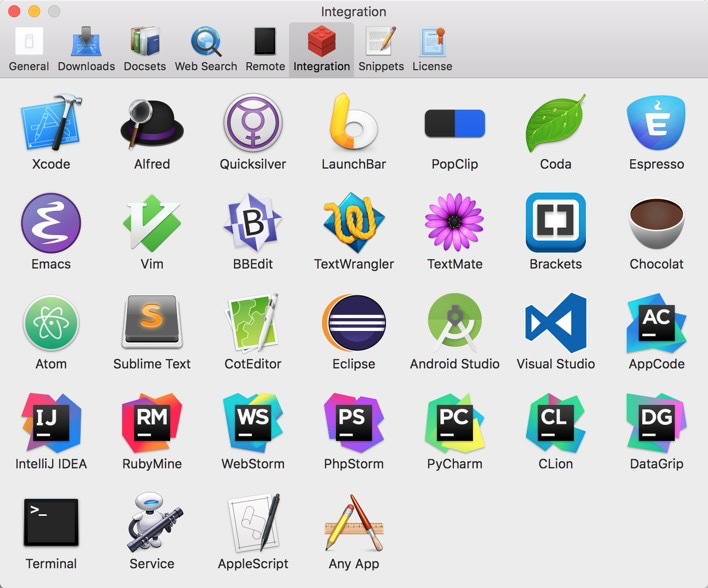 Integration
General Downloads Docsets Web Search Remote Integration Snippets License
Xcode Alfred Quicksilver LaunchBar PopClip Coda Espresso
B
Emacs Vim BBEdit TextWrangler TextMate Brackets Chocolat
S AC
Atom Sublime Text CotEditor Eclipse Android Studio Visual Studio AppCode
IJ RM WS PS PC CL DG
IntelliJ IDEA RubyMine WebStorm PhpStorm PyCharm CLion DataGrip
>_
Terminal Service AppleScript Any App